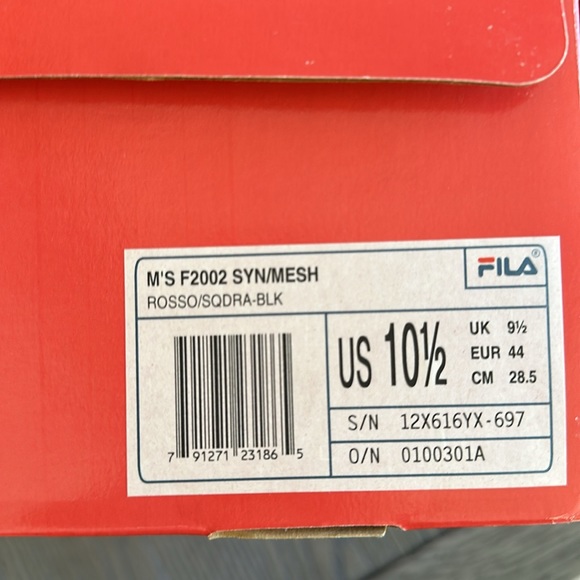 FILA®
M'S F2002 SYN/MESH
ROSSO/SQDRA-BLK
US 10½
UK 9½
EUR 44
CM 28.5
S/N 12X616YX-697
O/N 0100301A
7 91271 23186 5